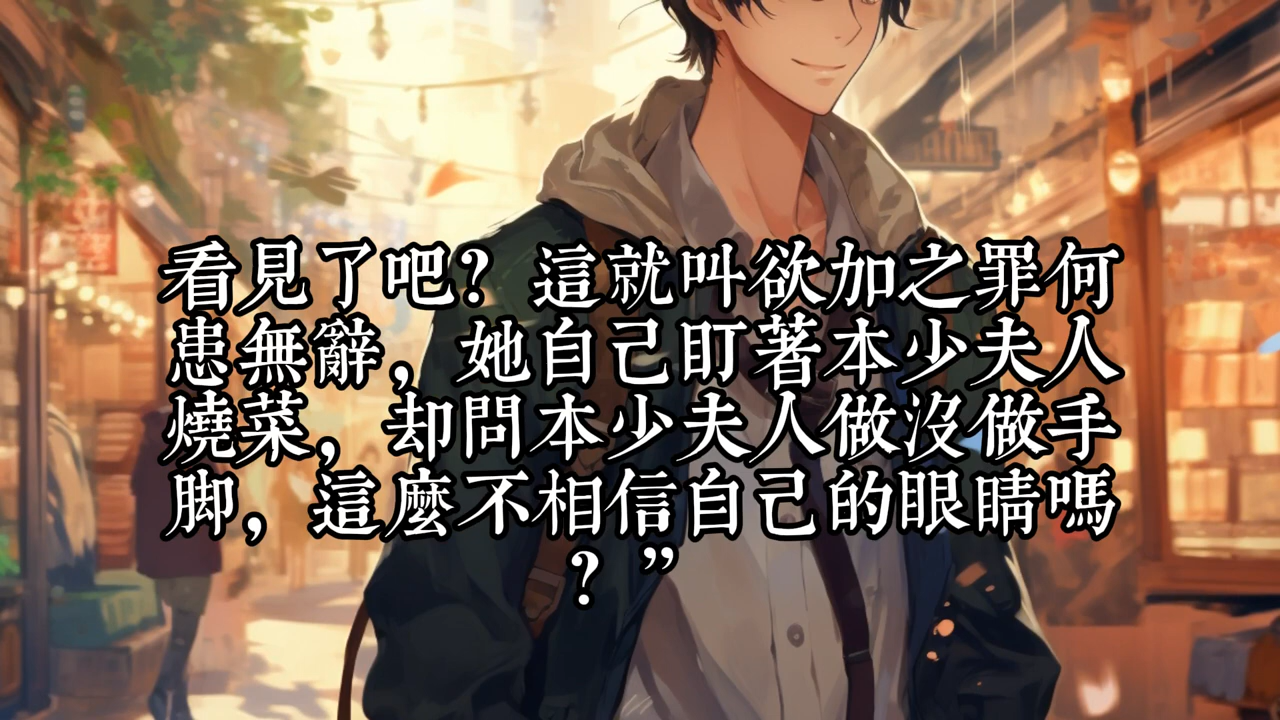 看見了吧？這就叫欲加之罪何
患無辭，她自己盯著本少夫人
燒菜，却問本少夫人做沒做手
脚，這麼不相信自己的眼睛嗎
？”